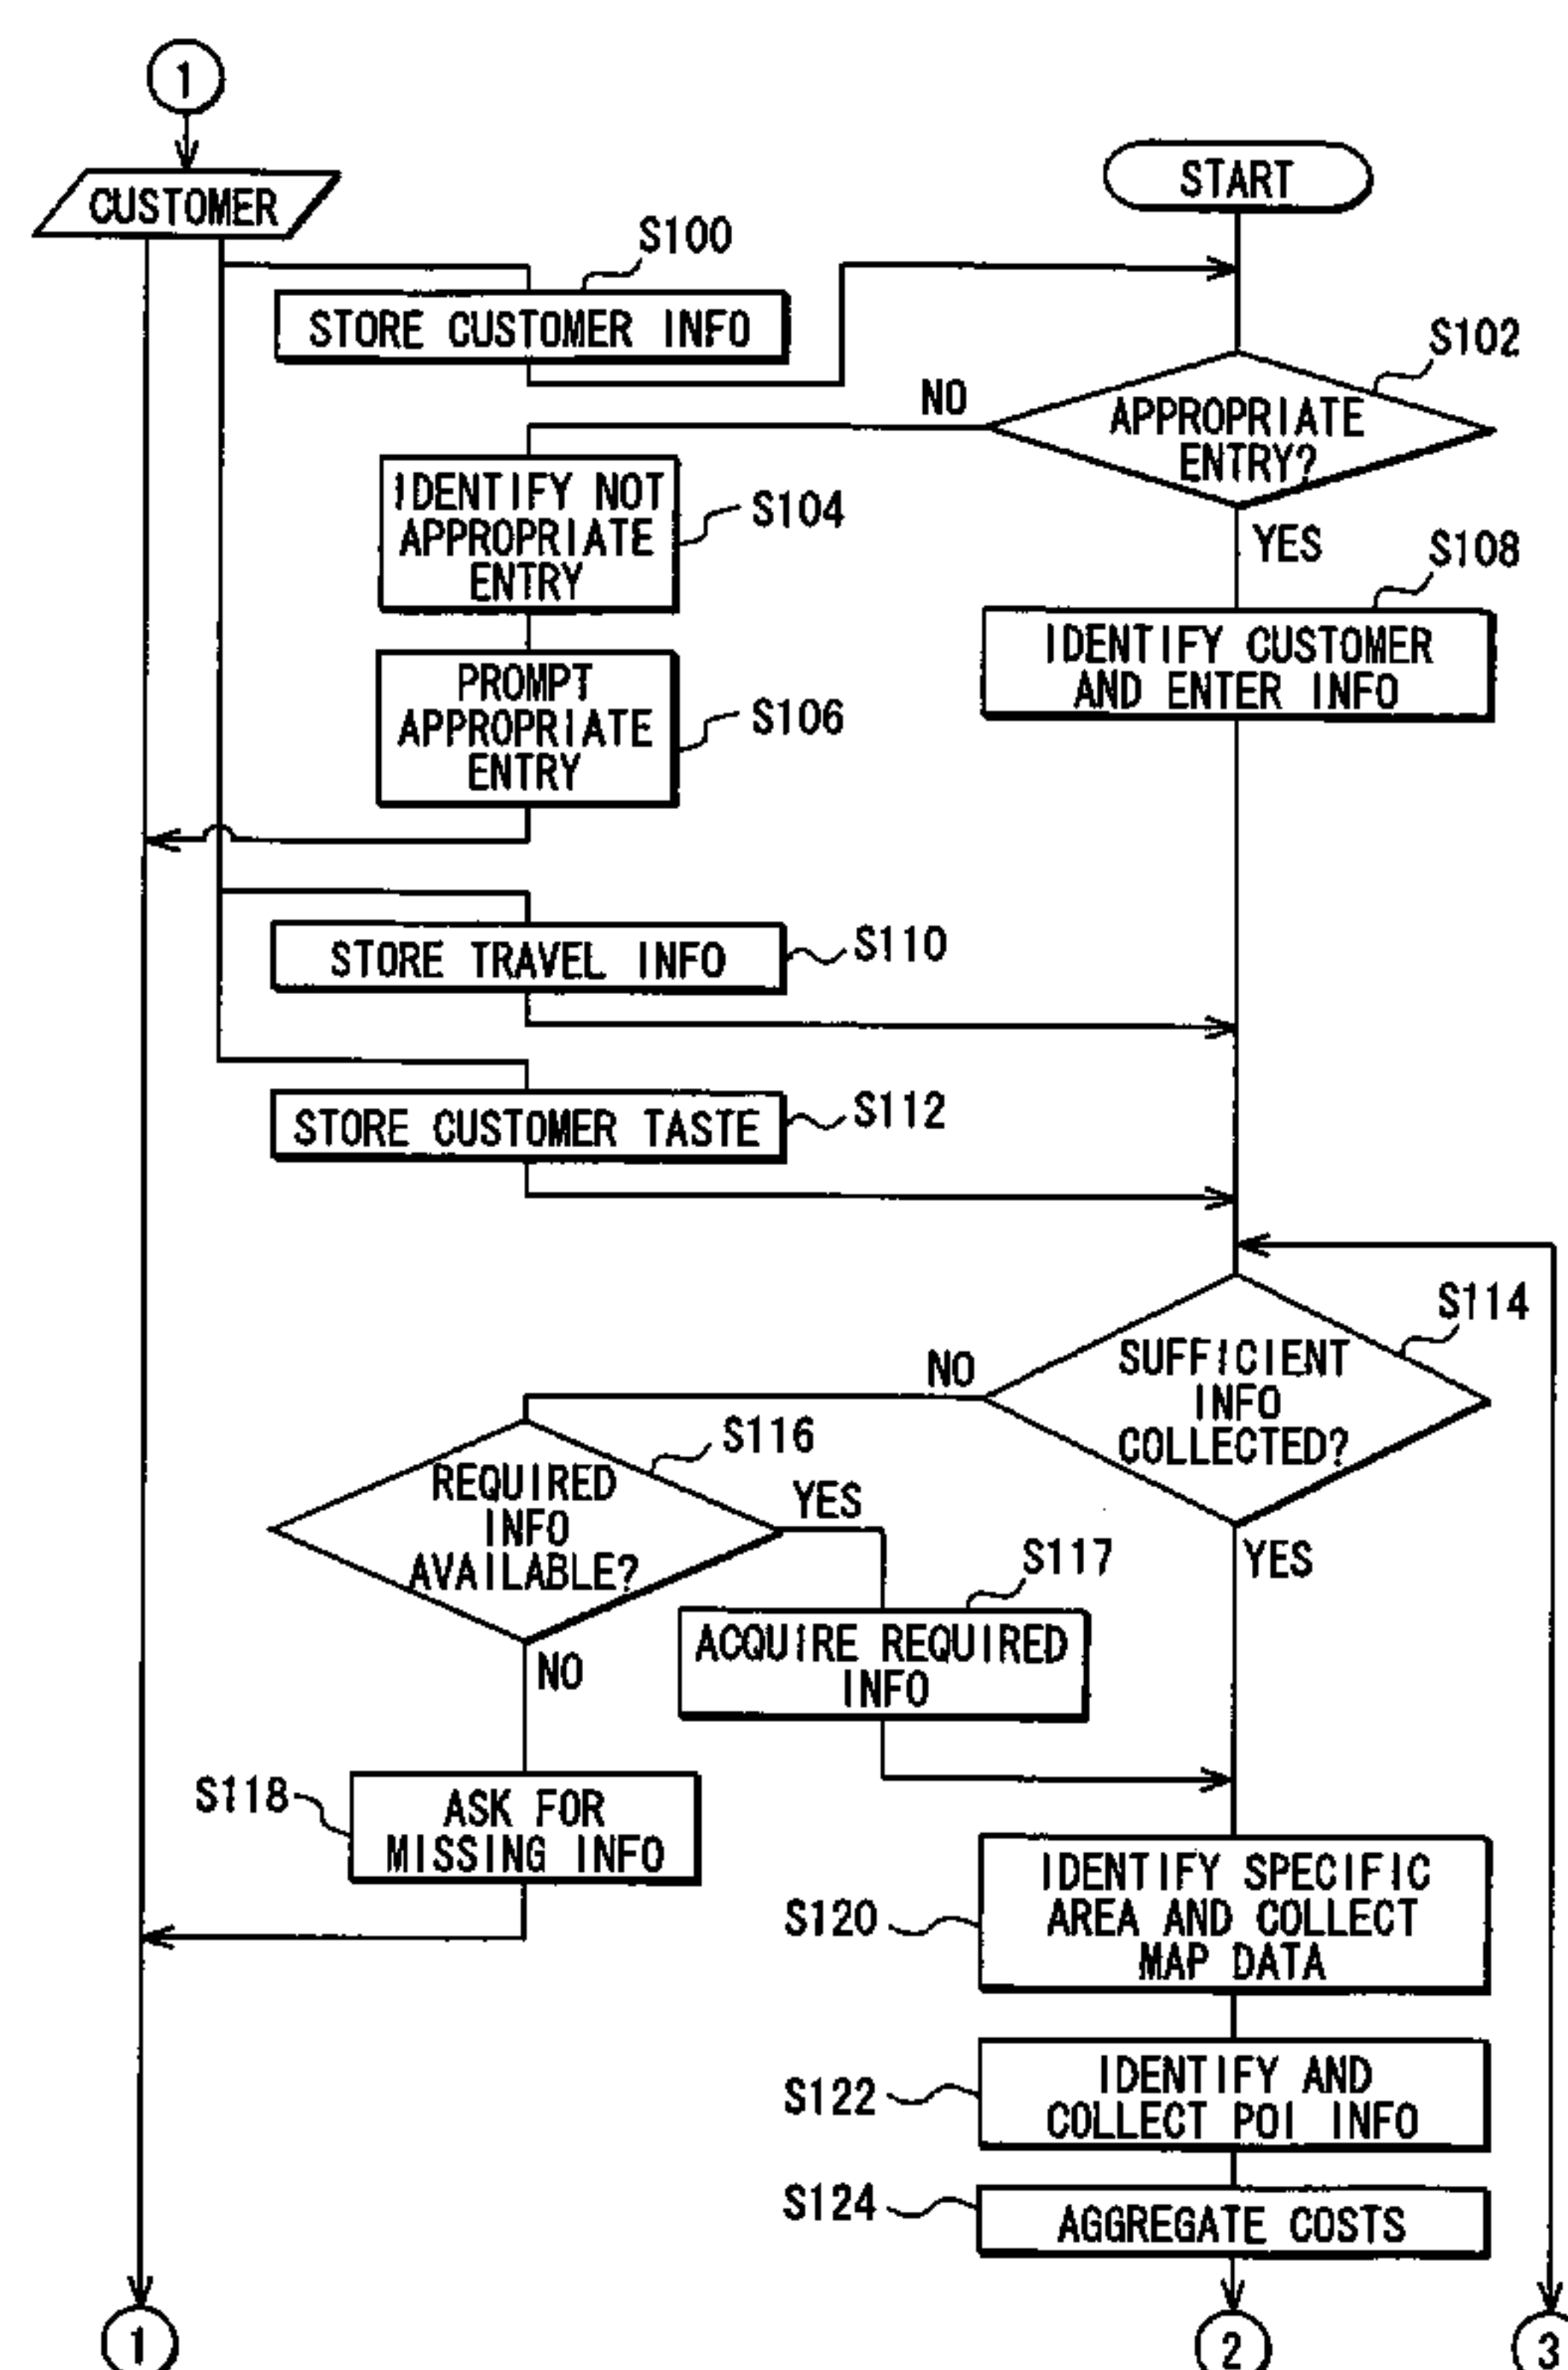 1
CUSTOMER
START
S100
STORE CUSTOMER INFO
S102
NO
APPROPRIATE
ENTRY?
IDENTIFY NOT
APPROPRIATE
ENTRY
S104
YES
S108
IDENTIFY CUSTOMER
AND ENTER INFO
PROMPT
APPROPRIATE
ENTRY
S106
STORE TRAVEL INFO
S110
STORE CUSTOMER TASTE
S112
S114
NO
SUFFICIENT
INFO
COLLECTED?
S116
REQUIRED
INFO
AVAILABLE?
YES
YES
S117
ACQUIRE REQUIRED
INFO
NO
S118
ASK FOR
MISSING INFO
IDENTIFY SPECIFIC
AREA AND COLLECT
MAP DATA
S120
IDENTIFY AND
COLLECT POI INFO
S122
S124
AGGREGATE COSTS
1
2
3